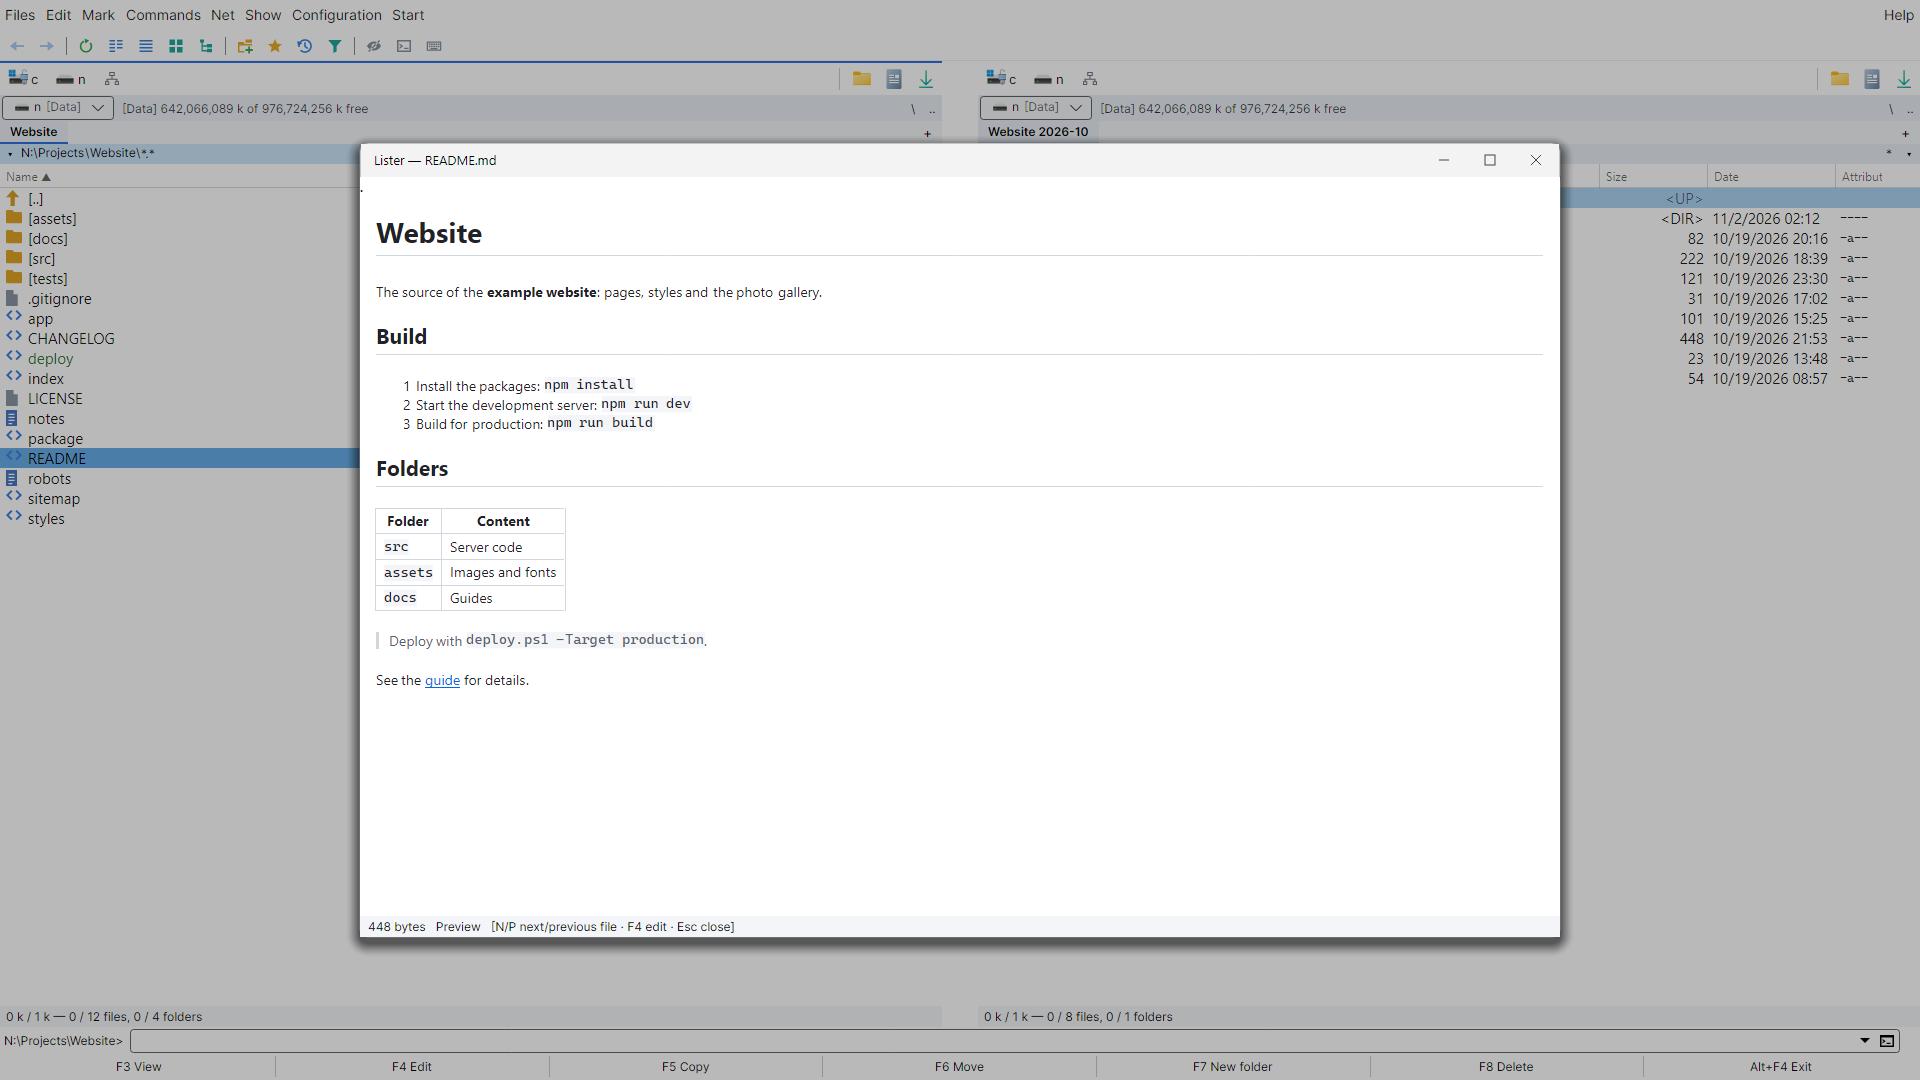 Files Edit Mark Commands Net Show Configuration Start Help
c n
c n
n [Data] [Data] 642,066,089 k of 976,724,256 k free \ ..
n [Data] [Data] 642,066,089 k of 976,724,256 k free \ ..
Website +
Website 2026-10 +
N:\Projects\Website\*.*
*
Name
[..]
[assets]
[docs]
[src]
[tests]
.gitignore
app
CHANGELOG
deploy
index
LICENSE
notes
package
README
robots
sitemap
styles
Lister — README.md
Website
The source of the example website: pages, styles and the photo gallery.
Build
1 Install the packages: npm install
2 Start the development server: npm run dev
3 Build for production: npm run build
Folders
Folder Content
src Server code
assets Images and fonts
docs Guides
Deploy with deploy.ps1 -Target production.
See the guide for details.
448 bytes Preview [N/P next/previous file · F4 edit · Esc close]
Size Date Attribut
<UP>
<DIR> 11/2/2026 02:12 ----
82 10/19/2026 20:16 -a--
222 10/19/2026 18:39 -a--
121 10/19/2026 23:30 -a--
31 10/19/2026 17:02 -a--
101 10/19/2026 15:25 -a--
448 10/19/2026 21:53 -a--
23 10/19/2026 13:48 -a--
54 10/19/2026 08:57 -a--
0 k / 1 k — 0 / 12 files, 0 / 4 folders
0 k / 1 k — 0 / 8 files, 0 / 1 folders
N:\Projects\Website>
F3 View F4 Edit F5 Copy F6 Move F7 New folder F8 Delete Alt+F4 Exit